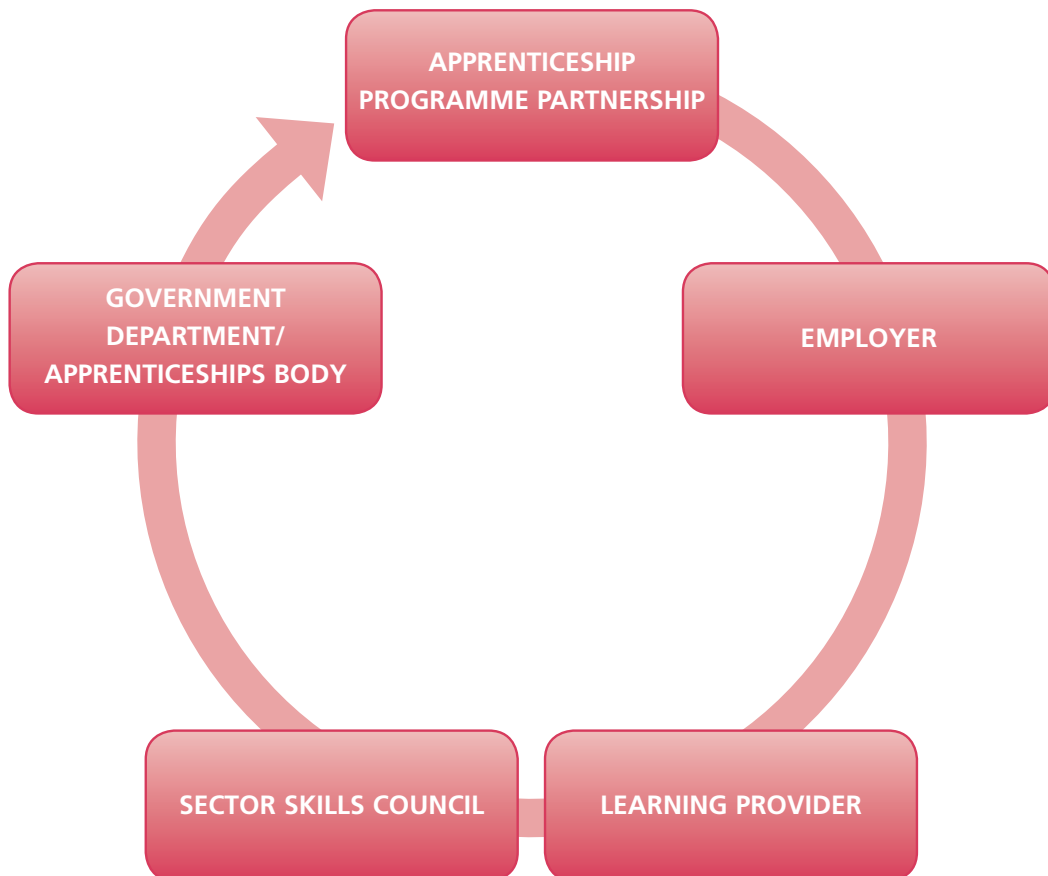 APPRENTICESHIP
PROGRAMME PARTNERSHIP
GOVERNMENT
DEPARTMENT/
APPRENTICESHIPS BODY
EMPLOYER
SECTOR SKILLS COUNCIL
LEARNING PROVIDER